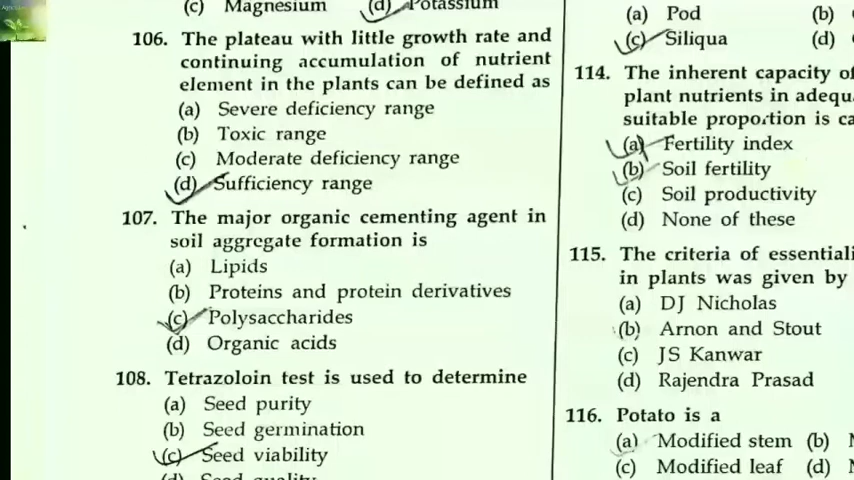 (c) Magnesium (d) Potassium
106. The plateau with little growth rate and
continuing accumulation of nutrient
element in the plants can be defined as
(a) Severe deficiency range
(b) Toxic range
(c) Moderate deficiency range
(d) Sufficiency range
107. The major organic cementing agent in
soil aggregate formation is
(a) Lipids
(b) Proteins and protein derivatives
(c) Polysaccharides
(d) Organic acids
108. Tetrazoloin test is used to determine
(a) Seed purity
(b) Seed germination
(c) Seed viability
(d) Seed quality
(a) Pod (b)
(c) Siliqua (d)
114. The inherent capacity of
plant nutrients in adequ
suitable proportion is ca
(a) Fertility index
(b) Soil fertility
(c) Soil productivity
(d) None of these
115. The criteria of essentiali
in plants was given by
(a) DJ Nicholas
(b) Arnon and Stout
(c) JS Kanwar
(d) Rajendra Prasad
116. Potato is a
(a) Modified stem (b)
(c) Modified leaf (d)